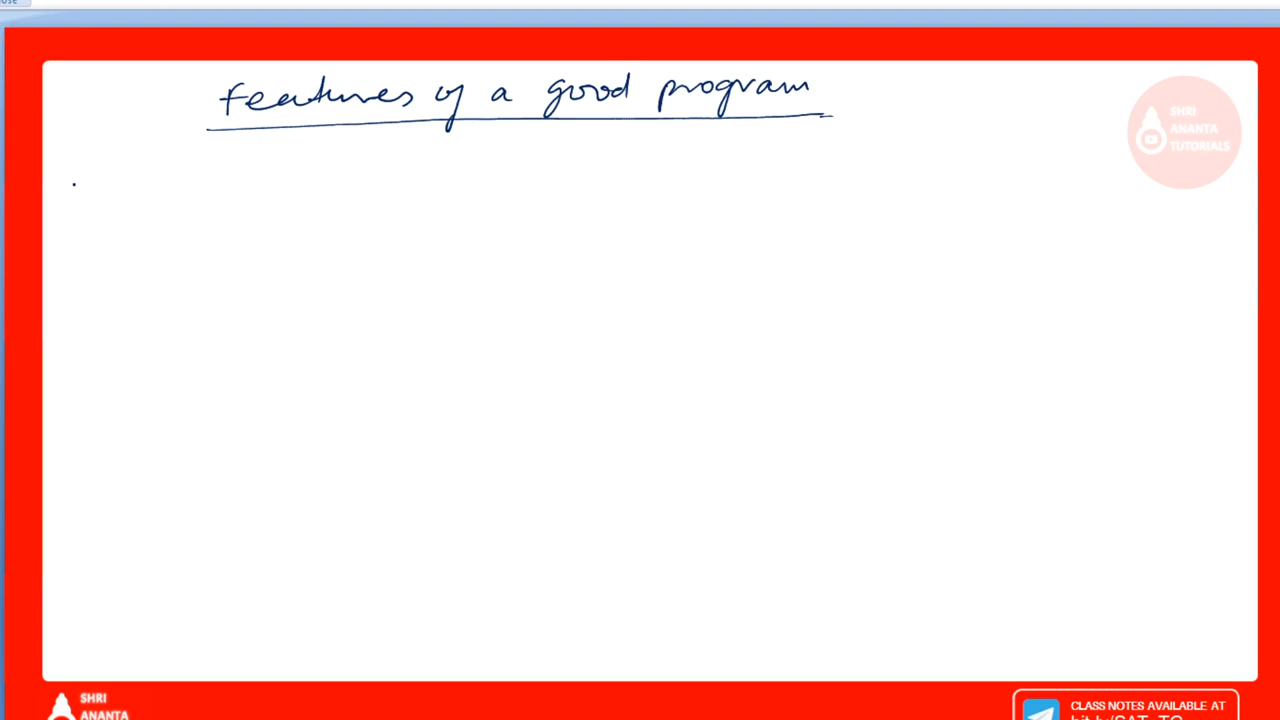 features of a good program
SHRI
ANANTA
TUTORIALS
SHRI
ANANTA
CLASS NOTES AVAILABLE AT